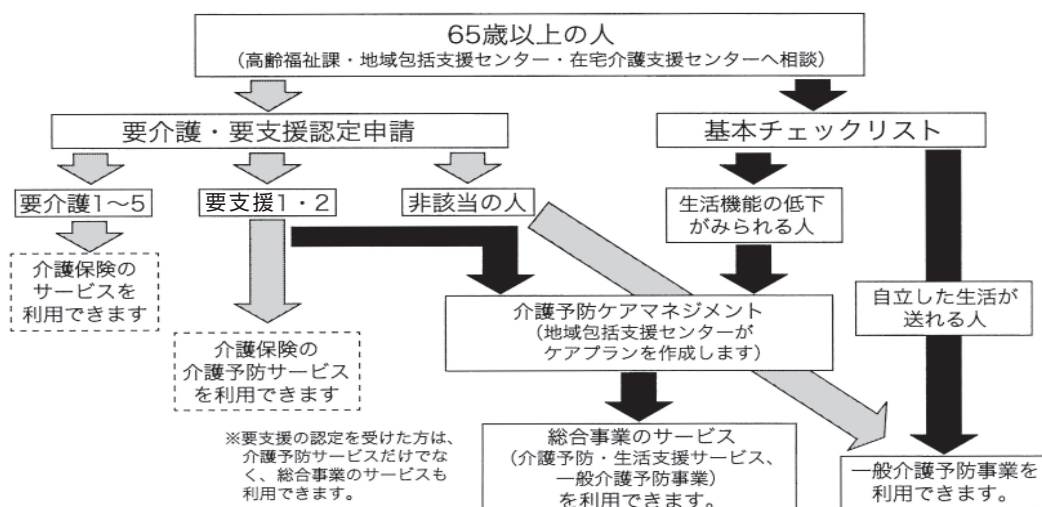 65歳以上の人
(高齢福祉課・地域包括支援センター・在宅介護支援センターへ相談)
要介護・要支援認定申請
基本チェックリスト
要介護1〜5
要支援1・2
非該当の人
生活機能の低下
がみられる人
介護保険の
サービスを
利用できます
介護保険の
介護予防サービス
を利用できます
介護予防ケアマネジメント
(地域包括支援センターが
ケアプランを作成します)
自立した生活が
送れる人
※要支援の認定を受けた方は、
介護予防サービスだけでな
く、総合事業のサービスも
利用できます。
総合事業のサービス
(介護予防・生活支援サービス、
一般介護予防事業)
を利用できます。
一般介護予防事業を
利用できます。